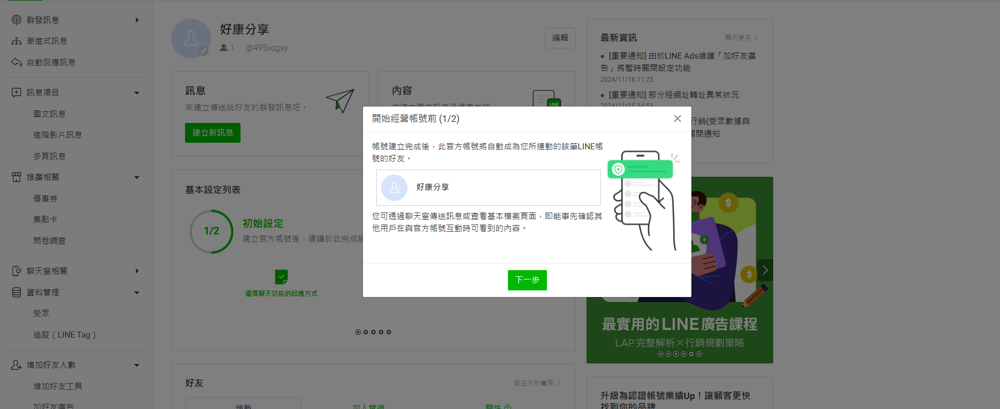 群發訊息
漸進式訊息
自動回應訊息
訊息項目
圖文訊息
進階影片訊息
多頁訊息
推廣相關
優惠券
集點卡
問卷調查
聊天室相關
資料管理
受眾
追蹤（LINE Tag）
增加好友人數
增加好友工具
加好友廣告
好康分享
1 · @495xqgsy
編輯
訊息
來建立傳送給好友的群發訊息吧。
建立新訊息
內容
來建立圖文訊息及優惠券吧。
LINE
基本設定列表
1/2
初始設定
建立官方帳號後，建議於此完成設
選擇聊天功能的回應方式
好友
前往分析畫面
趨勢
加入管道
屬性
開始經營帳號前 (1/2)
帳號建立完成後，此官方帳號將自動成為您所連動的該筆LINE帳
號的好友。
好康分享
您可透過聊天室傳送訊息或查看基本檔案頁面，即能事先確認其
他用戶在與官方帳號互動時可看到的內容。
下一步
最新資訊
顯示更多
[重要通知] 由於LINE Ads維護「加好友廣
告」將暫時關閉設定功能
2024/11/18 11:25
[重要通知] 部分短網址轉址異常狀況
2024/11/15 14:51
行銷(受眾數據與
關閉通知
最實用的LINE廣告課程
LAP完整解析×行銷規劃策略
升級為認證帳號業績Up！讓顧客更快
找到你的品牌